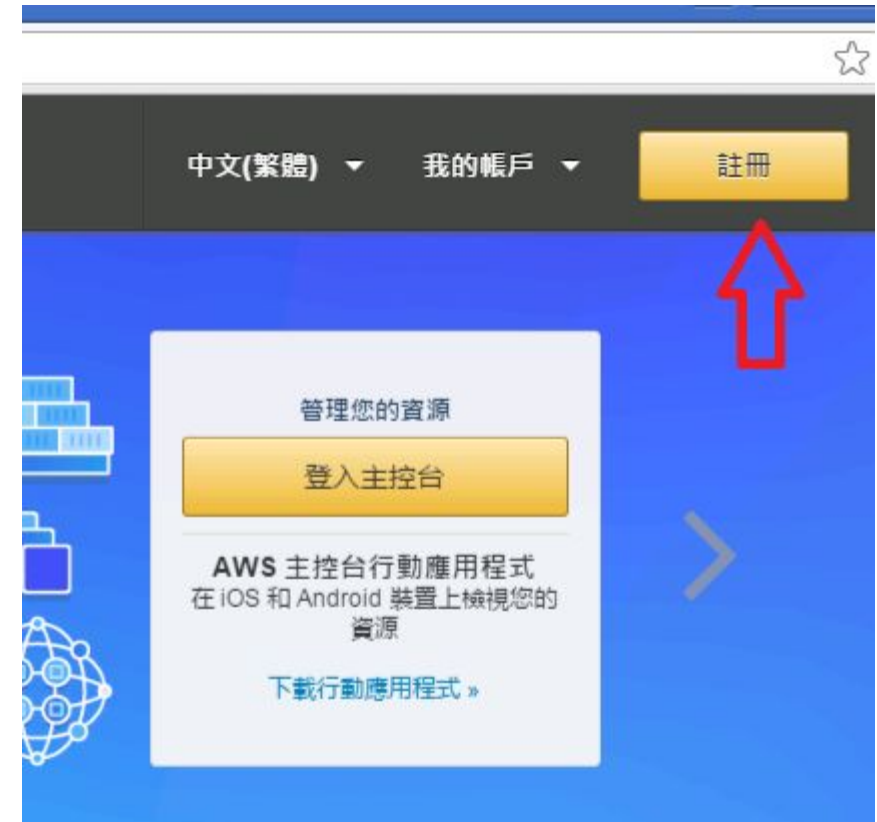 中文(繁體) 我的帳戶 註冊
管理您的資源
登入主控台
AWS 主控台行動應用程式
在 iOS 和 Android 裝置上檢視您的
資源
下載行動應用程式 »